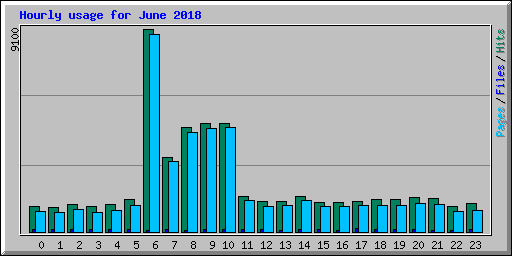 Hourly usage for June 2018
9100
Pages/Files/Hits
0 1 2 3 4 5 6 7 8 9 10 11 12 13 14 15 16 17 18 19 20 21 22 23